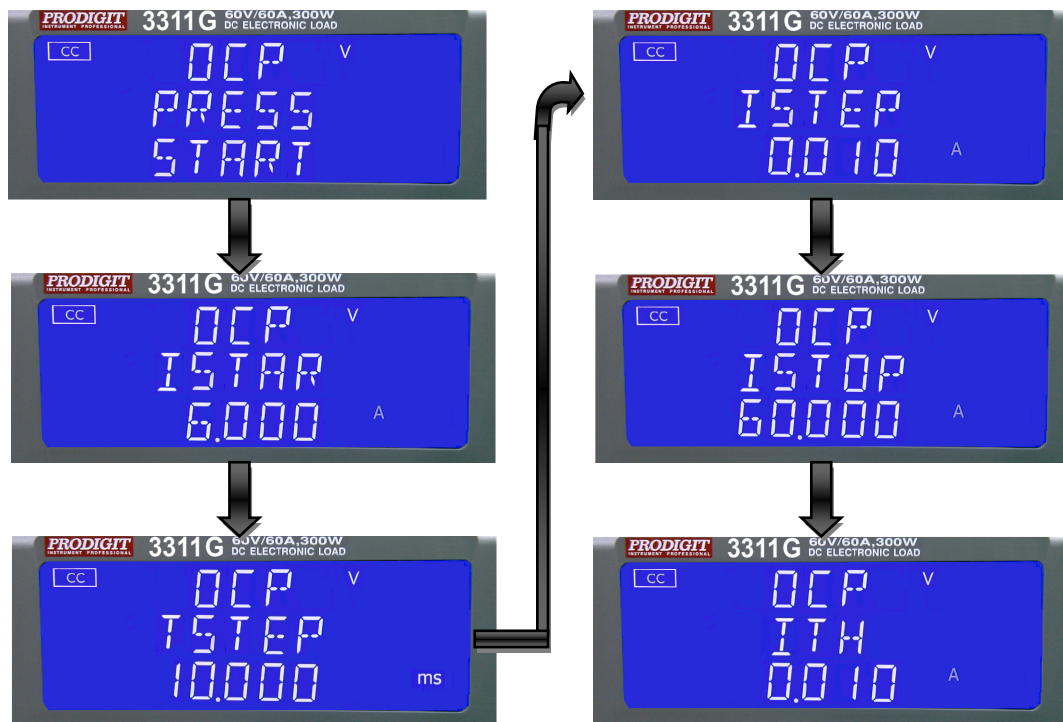 PRODIGIT
INSTRUMENT PROFESSIONAL
3311G
60V/60A,300W
DC ELECTRONIC LOAD
CC
OCP
V
PRESS
START
PRODIGIT
INSTRUMENT PROFESSIONAL
3311G
60V/60A,300W
DC ELECTRONIC LOAD
CC
OCP
V
ISTAR
6.000
A
PRODIGIT
INSTRUMENT PROFESSIONAL
3311G
60V/60A,300W
DC ELECTRONIC LOAD
CC
OCP
V
TSTEP
10.000
ms
PRODIGIT
INSTRUMENT PROFESSIONAL
3311G
60V/60A,300W
DC ELECTRONIC LOAD
CC
OCP
V
ISTEP
0.010
A
PRODIGIT
INSTRUMENT PROFESSIONAL
3311G
60V/60A,300W
DC ELECTRONIC LOAD
CC
OCP
V
ISTOP
60.000
A
PRODIGIT
INSTRUMENT PROFESSIONAL
3311G
60V/60A,300W
DC ELECTRONIC LOAD
CC
OCP
V
ITH
0.010
A